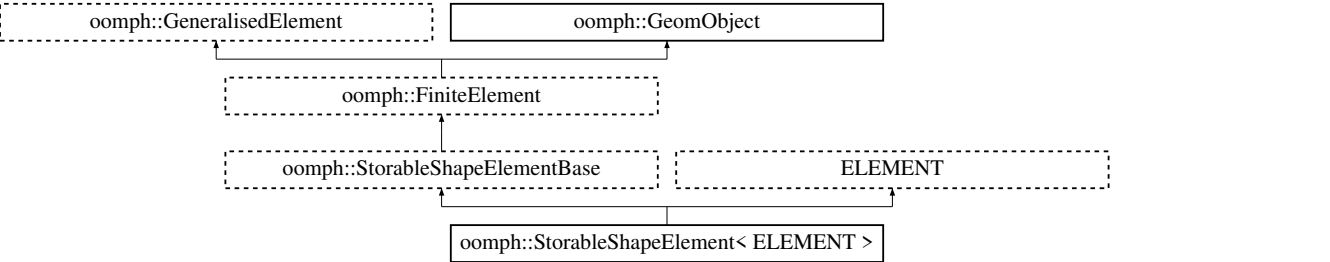 oomph::GeneralisedElement
oomph::GeomObject
oomph::FiniteElement
oomph::StorableShapeElementBase
ELEMENT
oomph::StorableShapeElement< ELEMENT >